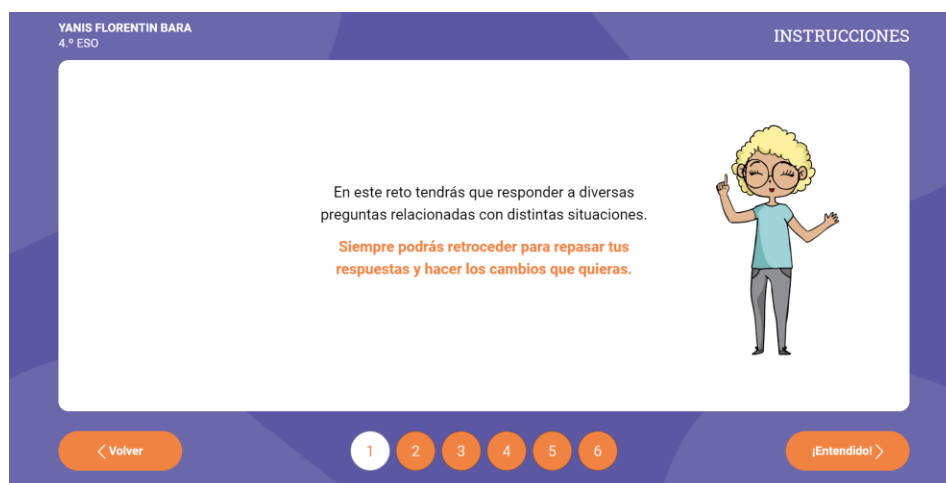 YANIS FLORENTIN BARA
4.º ESO
INSTRUCCIONES
En este reto tendrás que responder a diversas
preguntas relacionadas con distintas situaciones.
Siempre podrás retroceder para repasar tus
respuestas y hacer los cambios que quieras.
< Volver
1 2 3 4 5 6
¡Entendido! >